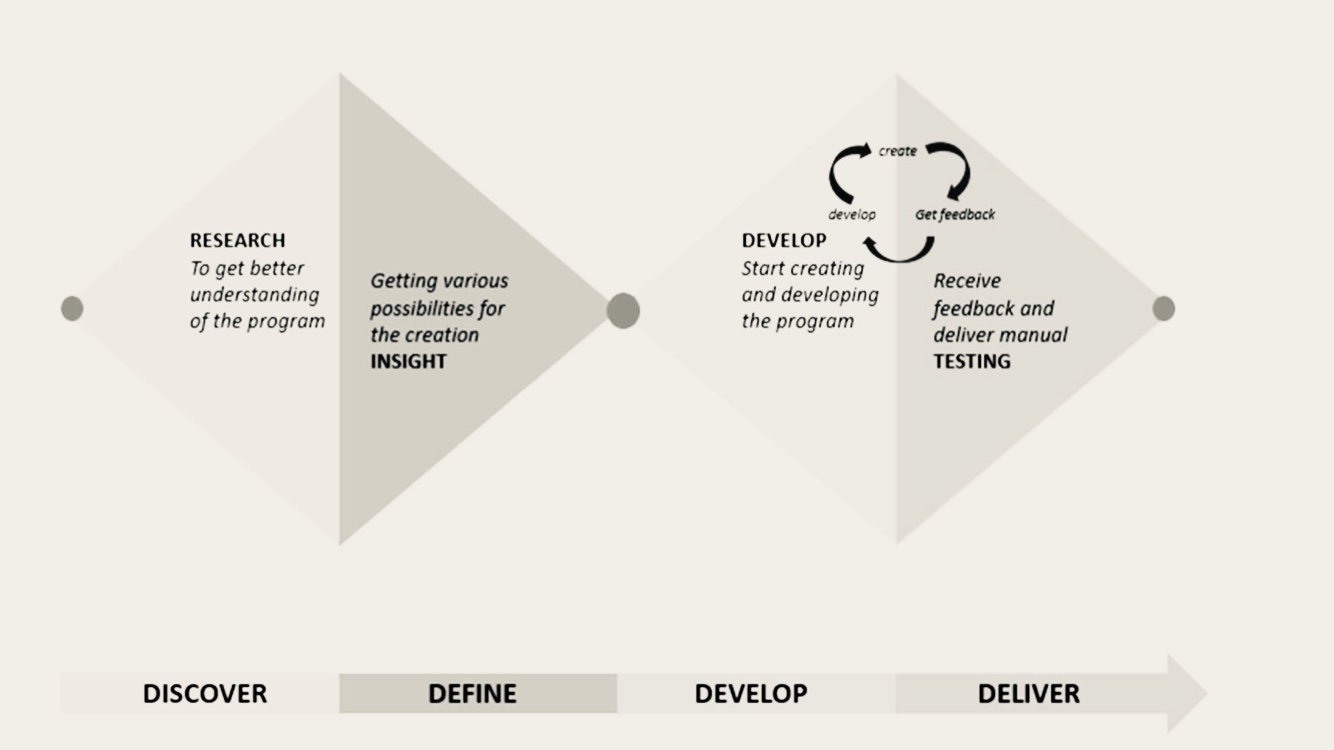 RESEARCH
To get better
understanding
of the program
Getting various
possibilities for
the creation
INSIGHT
create
develop
Get feedback
DEVELOP
Start creating
and developing
the program
Receive
feedback and
deliver manual
TESTING
DISCOVER
DEFINE
DEVELOP
DELIVER